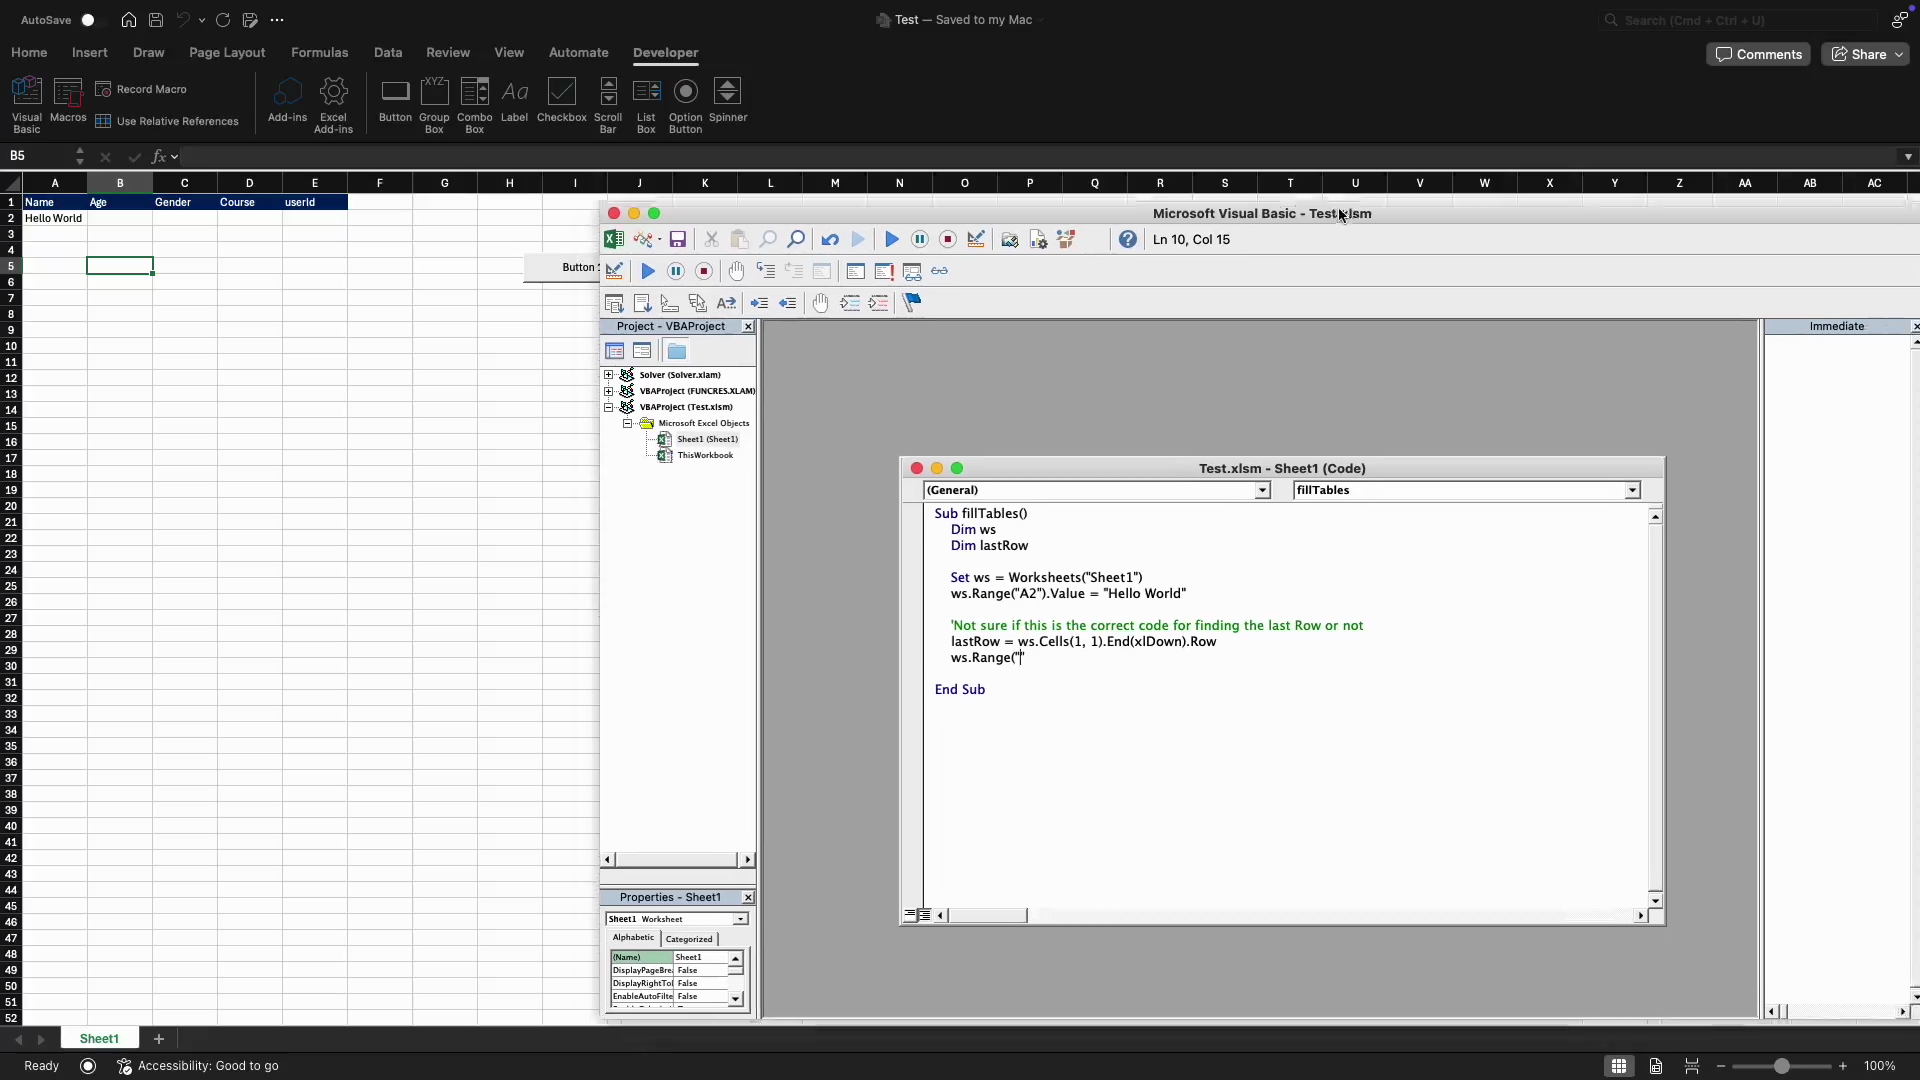 AutoSave
Test — Saved to my Mac
Search (Cmd + Ctrl + U)
Home Insert Draw Page Layout Formulas Data Review View Automate Developer
Comments
Share
Visual Basic
Macros
Record Macro
Use Relative References
Add-ins
Excel Add-ins
Button
Group Box
Combo Box
Label
Checkbox
Scroll Bar
List Box
Option Button
Spinner
B5
fx
A B C D E F G H I J K L M N O P Q R S T U V W X Y Z AA AB AC
1 Name Age Gender Course userId
2 Hello World
3
4
5
6
7
8
9
10
11
12
13
14
15
16
17
18
19
20
21
22
23
24
25
26
27
28
29
30
31
32
33
34
35
36
37
38
39
40
41
42
43
44
45
46
47
48
49
50
51
52
Button
Microsoft Visual Basic - Test.xlsm
Ln 10, Col 15
Project - VBAProject
Solver (Solver.xlam)
VBAProject (FUNCRES.XLAM)
VBAProject (Test.xlsm)
Microsoft Excel Objects
Sheet1 (Sheet1)
ThisWorkbook
Immediate
Test.xlsm - Sheet1 (Code)
(General) fillTables
Sub fillTables()
Dim ws
Dim lastRow
Set ws = Worksheets("Sheet1")
ws.Range("A2").Value = "Hello World"
'Not sure if this is the correct code for finding the last Row or not
lastRow = ws.Cells(1, 1).End(xlDown).Row
ws.Range(""
End Sub
Properties - Sheet1
Sheet1 Worksheet
Alphabetic Categorized
(Name) Sheet1
DisplayPageBre False
DisplayRightTo False
EnableAutoFilte False
Sheet1
Ready
Accessibility: Good to go
100%